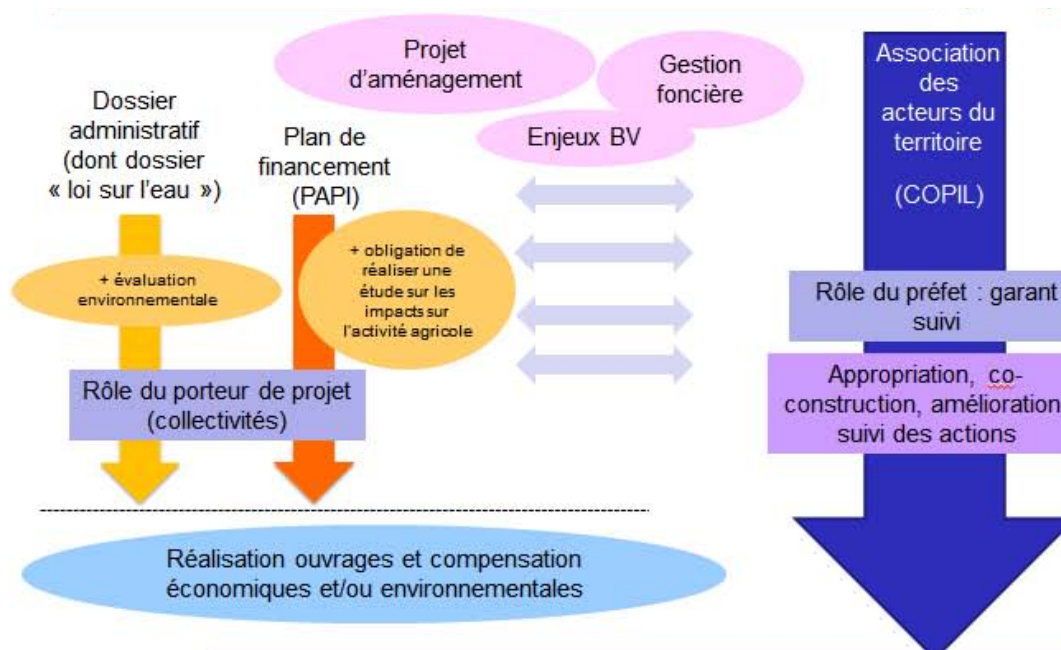 Projet
d'aménagement
Gestion
foncière
Enjeux BV
Dossier
administratif
(dont dossier
« loi sur l'eau »)
Plan de
financement
(PAPI)
+ évaluation
environnementale
+ obligation de
réaliser une
étude sur les
impacts sur
l'activité agricole
Rôle du porteur de projet
(collectivités)
Réalisation ouvrages et compensation
économiques et/ou environnementales
Association
des
acteurs du
territoire
(COPIL)
Rôle du préfet : garant
suivi
Appropriation, co-
construction, amélioration
suivi des actions